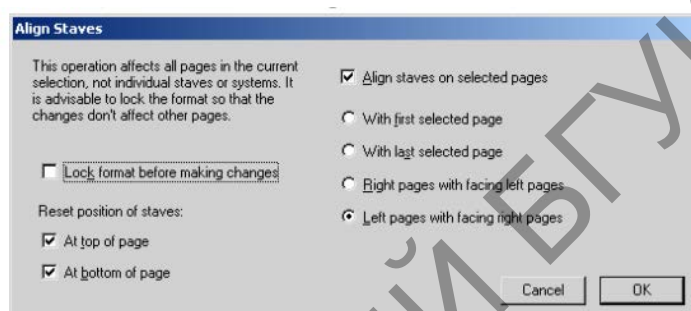 Align Staves
This operation affects all pages in the current
selection, not individual staves or systems. It
is advisable to lock the format so that the
changes don't affect other pages.
Lock format before making changes
Reset position of staves:
At top of page
At bottom of page
Align staves on selected pages
With first selected page
With last selected page
Right pages with facing left pages
Left pages with facing right pages
Cancel
OK
БГУ
ИЙ